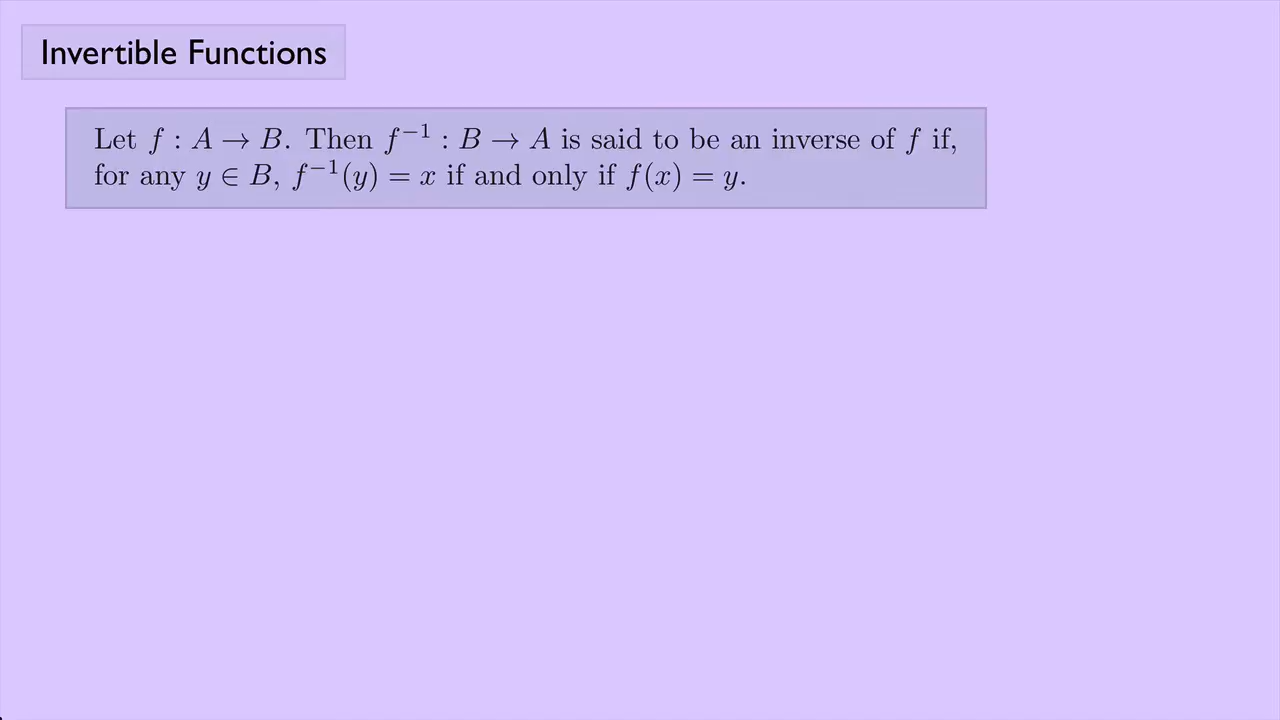 Invertible Functions
Let f : A → B. Then f⁻¹ : B → A is said to be an inverse of f if,
for any y ∈ B, f⁻¹(y) = x if and only if f(x) = y.